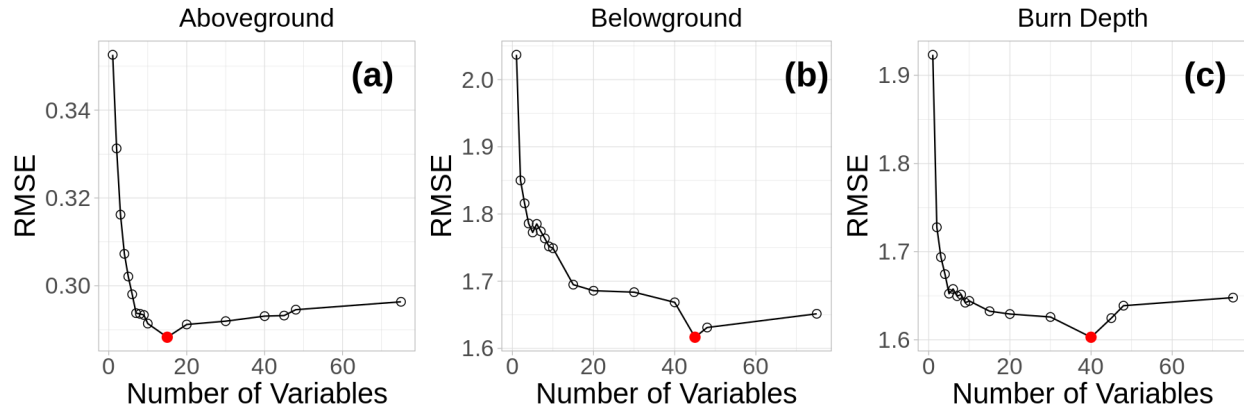 Aboveground
(a)
RMSE
0.34
0.32
0.30
0 20 40 60
Number of Variables
Belowground
(b)
RMSE
2.0
1.9
1.8
1.7
1.6
0 20 40 60
Number of Variables
Burn Depth
(c)
RMSE
1.9
1.8
1.7
1.6
0 20 40 60
Number of Variables